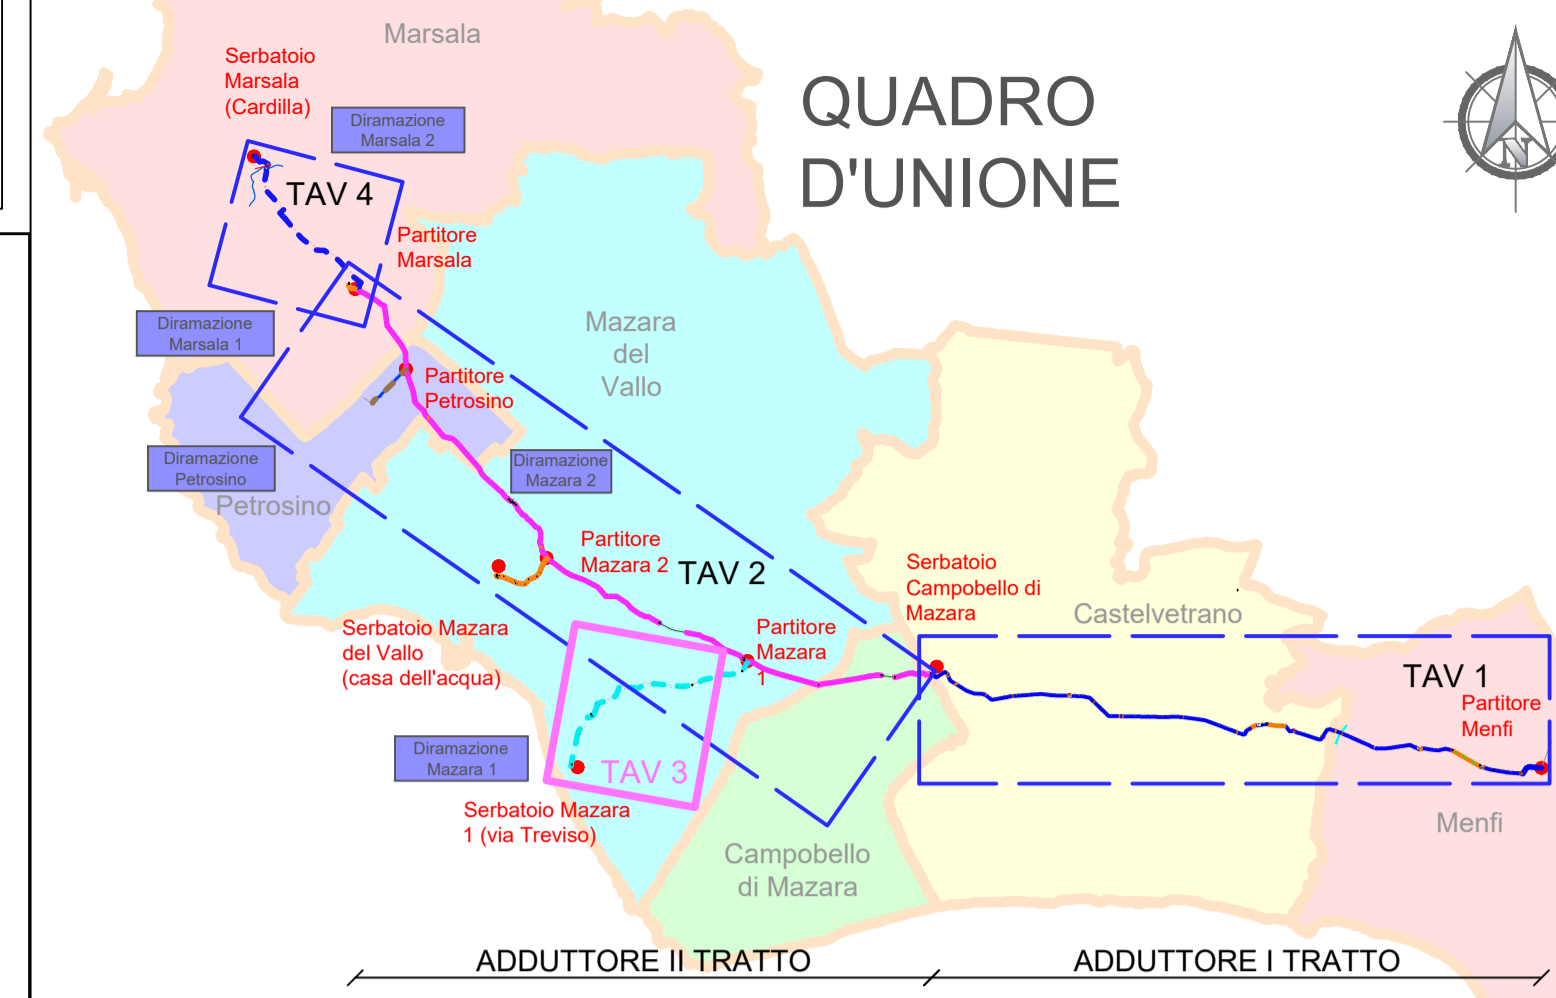 Marsala
Serbatoio
Marsala
(Cardilla)
Diramazione
Marsala 2
QUADRO
D'UNIONE
N
TAV 4
Partitore
Marsala
Diramazione
Marsala 1
Mazara
del
Vallo
Partitore
Petrosino
Diramazione
Petrosino
Petrosino
Diramazione
Mazara 2
Partitore
Mazara 2
TAV 2
Serbatoio
Campobello di
Mazara
Castelvetrano
Serbatoio Mazara
del Vallo
(casa dell'acqua)
Partitore
Mazara
1
TAV 1
Partitore
Menfi
Diramazione
Mazara 1
TAV 3
Serbatoio Mazara
1 (via Treviso)
Menfi
Campobello
di Mazara
ADDUTTORE II TRATTO
ADDUTTORE I TRATTO